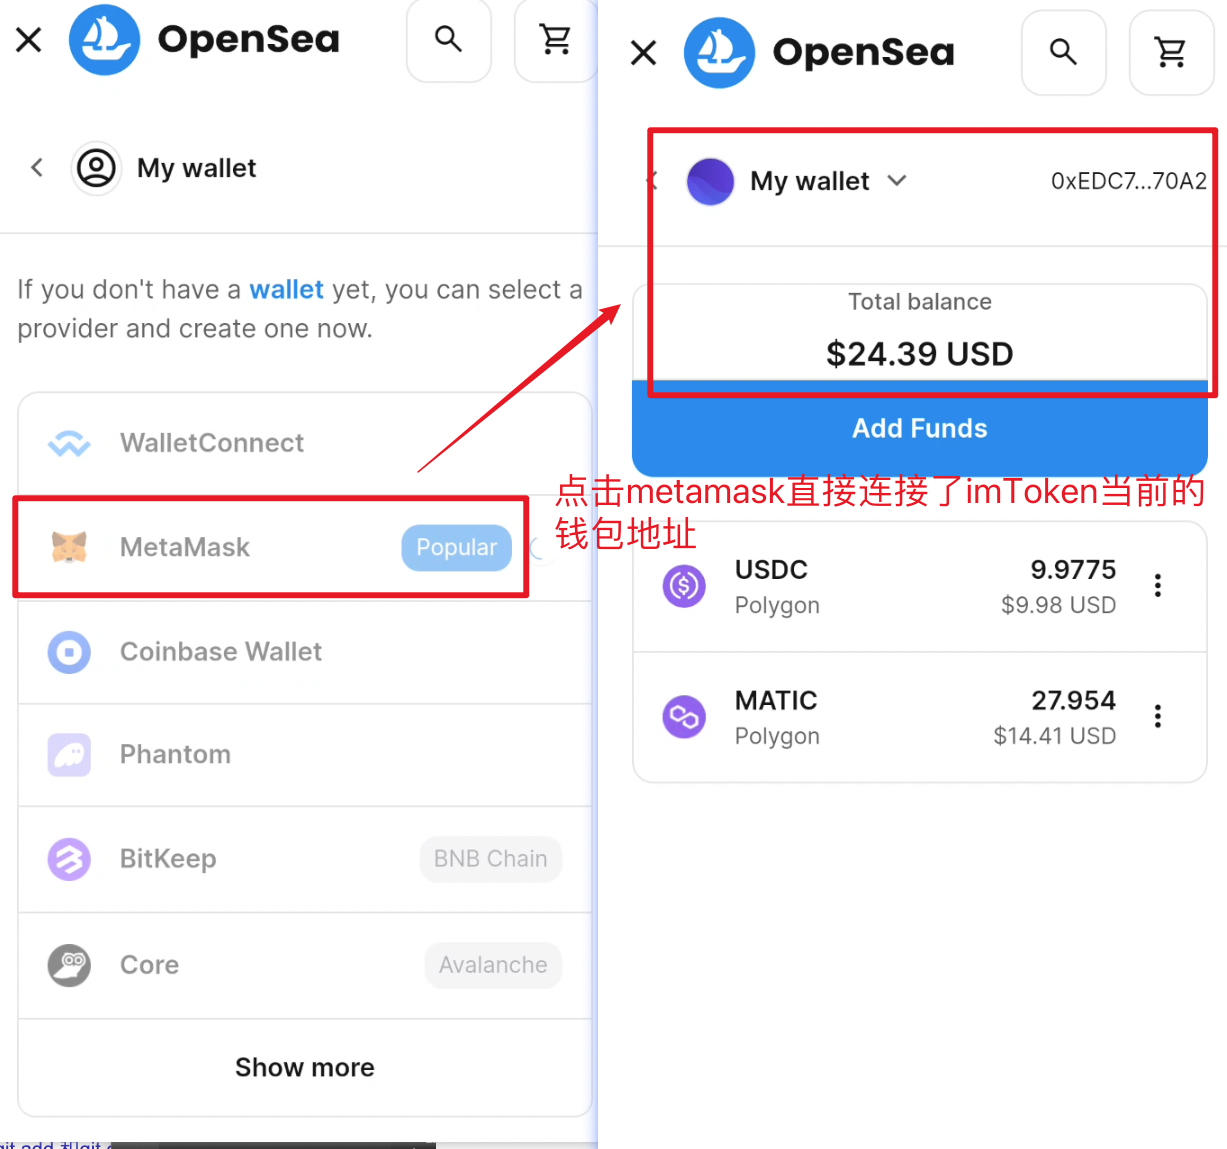 OpenSea
My wallet
If you don't have a wallet yet, you can select a
provider and create one now.
WalletConnect
MetaMask
Popular
Coinbase Wallet
Phantom
BitKeep
BNB Chain
Core
Avalanche
Show more
OpenSea
My wallet
0xEDC7...70A2
Total balance
$24.39 USD
Add Funds
点击metamask直接连接了imToken当前的
钱包地址
USDC
9.9775
Polygon
$9.98 USD
MATIC
27.954
Polygon
$14.41 USD